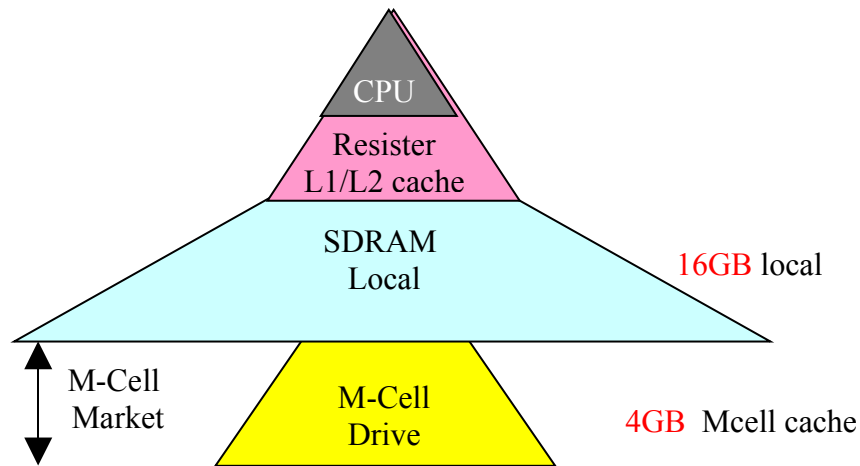 CPU
Resister
L1/L2 cache
SDRAM
Local
16GB local
M-Cell
Market
M-Cell
Drive
4GB Mcell cache